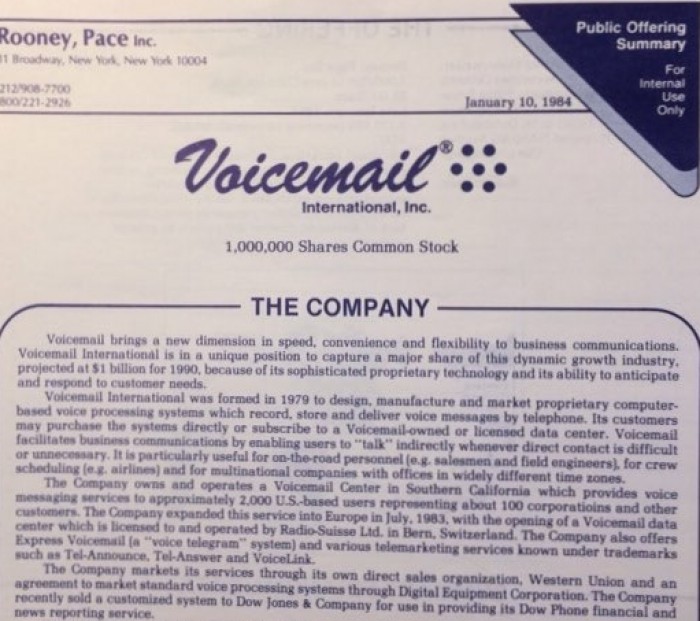 Rooney, Pace Inc.
11 Broadway, New York, New York 10004
212/908-7700
800/221-2926
January 10, 1984
Public Offering
Summary
For
Internal
Use
Only
Voicemail®
International, Inc.
1,000,000 Shares Common Stock
THE COMPANY
Voicemail brings a new dimension in speed, convenience and flexibility to business communications.
Voicemail International is in a unique position to capture a major share of this dynamic growth industry,
projected at $1 billion for 1990, because of its sophisticated proprietary technology and its ability to anticipate
and respond to customer needs.
Voicemail International was formed in 1979 to design, manufacture and market proprietary computer-
based voice processing systems which record, store and deliver voice messages by telephone. Its customers
may purchase the systems directly or subscribe to a Voicemail-owned or licensed data center. Voicemail
facilitates business communications by enabling users to "talk" indirectly whenever direct contact is difficult
or unnecessary. It is particularly useful for on-the-road personnel (e.g. salesmen and field engineers), for crew
scheduling (e.g. airlines) and for multinational companies with offices in widely different time zones.
The Company owns and operates a Voicemail Center in Southern California which provides voice
messaging services to approximately 2,000 U.S.-based users representing about 100 corporatioins and other
customers. The Company expanded this service into Europe in July, 1983, with the opening of a Voicemail data
center which is licensed to and operated by Radio-Suisse Ltd. in Bern, Switzerland. The Company also offers
Express Voicemail (a "voice telegram" system) and various telemarketing services known under trademarks
such as Tel-Announce, Tel-Answer and VoiceLink.
The Company markets its services through its own direct sales organization, Western Union and an
agreement to market standard voice processing systems through Digital Equipment Corporation. The Company
recently sold a customized system to Dow Jones & Company for use in providing its Dow Phone financial and
news reporting service.